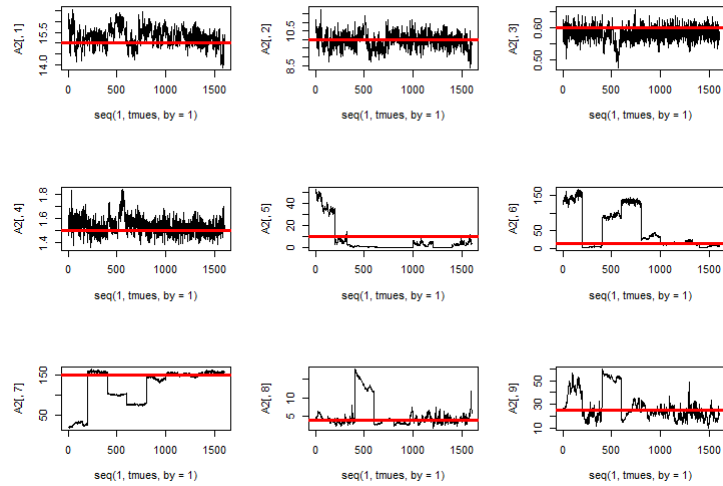 A2[, 1]
14.0 15.5
0 500 1000 1500
seq(1, tmues, by = 1)
A2[, 2]
8.5 10.5
0 500 1000 1500
seq(1, tmues, by = 1)
A2[, 3]
0.50 0.60
0 500 1000 1500
seq(1, tmues, by = 1)
A2[, 4]
1.4 1.6 1.8
0 500 1000 1500
seq(1, tmues, by = 1)
A2[, 5]
0 10 20 40
0 500 1000 1500
seq(1, tmues, by = 1)
A2[, 6]
0 50 150
0 500 1000 1500
seq(1, tmues, by = 1)
A2[, 7]
50 150
0 500 1000 1500
seq(1, tmues, by = 1)
A2[, 8]
5 10
0 500 1000 1500
seq(1, tmues, by = 1)
A2[, 9]
10 30 50
0 500 1000 1500
seq(1, tmues, by = 1)